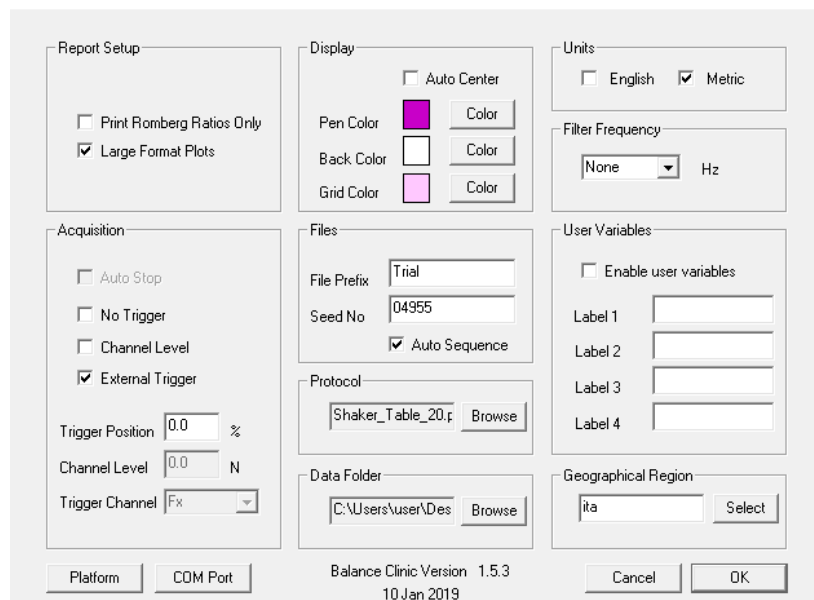 Report Setup
Print Romberg Ratios Only
Large Format Plots
Display
Auto Center
Pen Color Color
Back Color Color
Grid Color Color
Units
English Metric
Filter Frequency
None Hz
Acquisition
Auto Stop
No Trigger
Channel Level
External Trigger
Trigger Position 0.0 %
Channel Level 0.0 N
Trigger Channel Fx
Files
File Prefix Trial
Seed No 04955
Auto Sequence
Protocol
Shaker_Table_20.p Browse
Data Folder
C:\Users\user\Des Browse
User Variables
Enable user variables
Label 1
Label 2
Label 3
Label 4
Geographical Region
ita Select
Platform COM Port
Balance Clinic Version 1.5.3
10 Jan 2019
Cancel OK